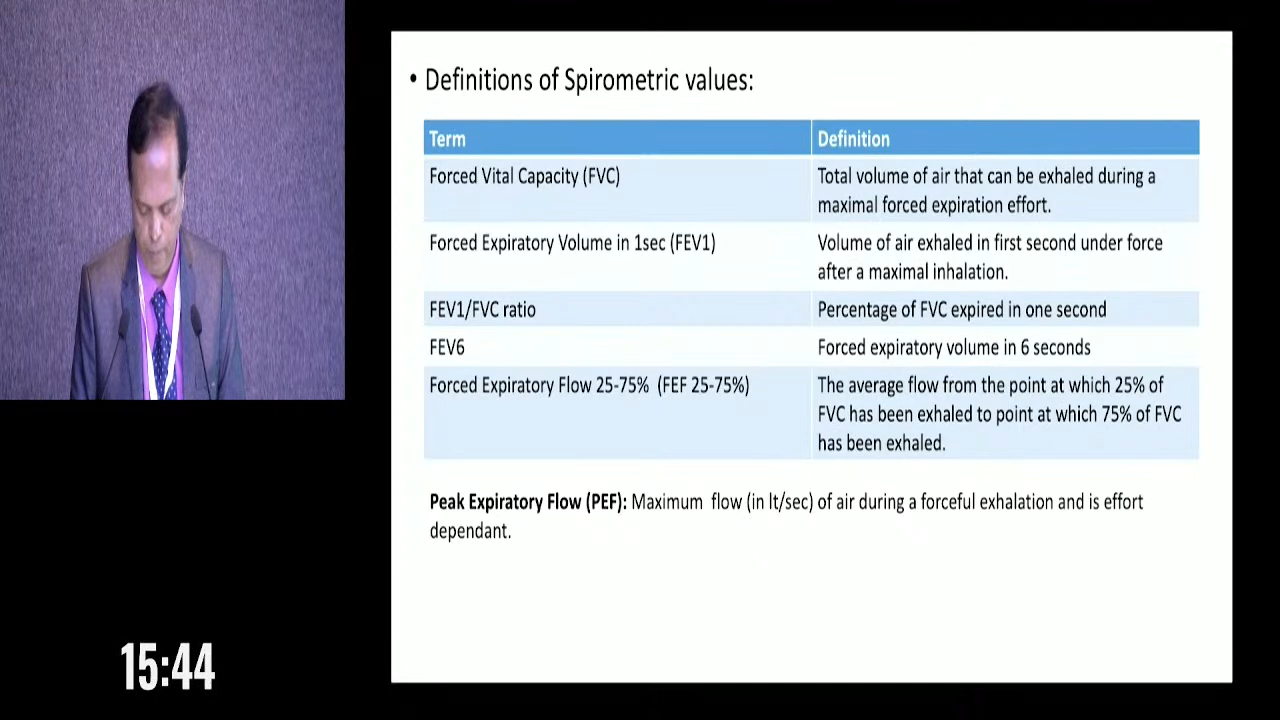 • Definitions of Spirometric values:
Term
Definition
Forced Vital Capacity (FVC)
Total volume of air that can be exhaled during a
maximal forced expiration effort.
Forced Expiratory Volume in 1sec (FEV1)
Volume of air exhaled in first second under force
after a maximal inhalation.
FEV1/FVC ratio
Percentage of FVC expired in one second
FEV6
Forced expiratory volume in 6 seconds
Forced Expiratory Flow 25-75% (FEF 25-75%)
The average flow from the point at which 25% of
FVC has been exhaled to point at which 75% of FVC
has been exhaled.
Peak Expiratory Flow (PEF): Maximum flow (in lt/sec) of air during a forceful exhalation and is effort
dependant.
15:44